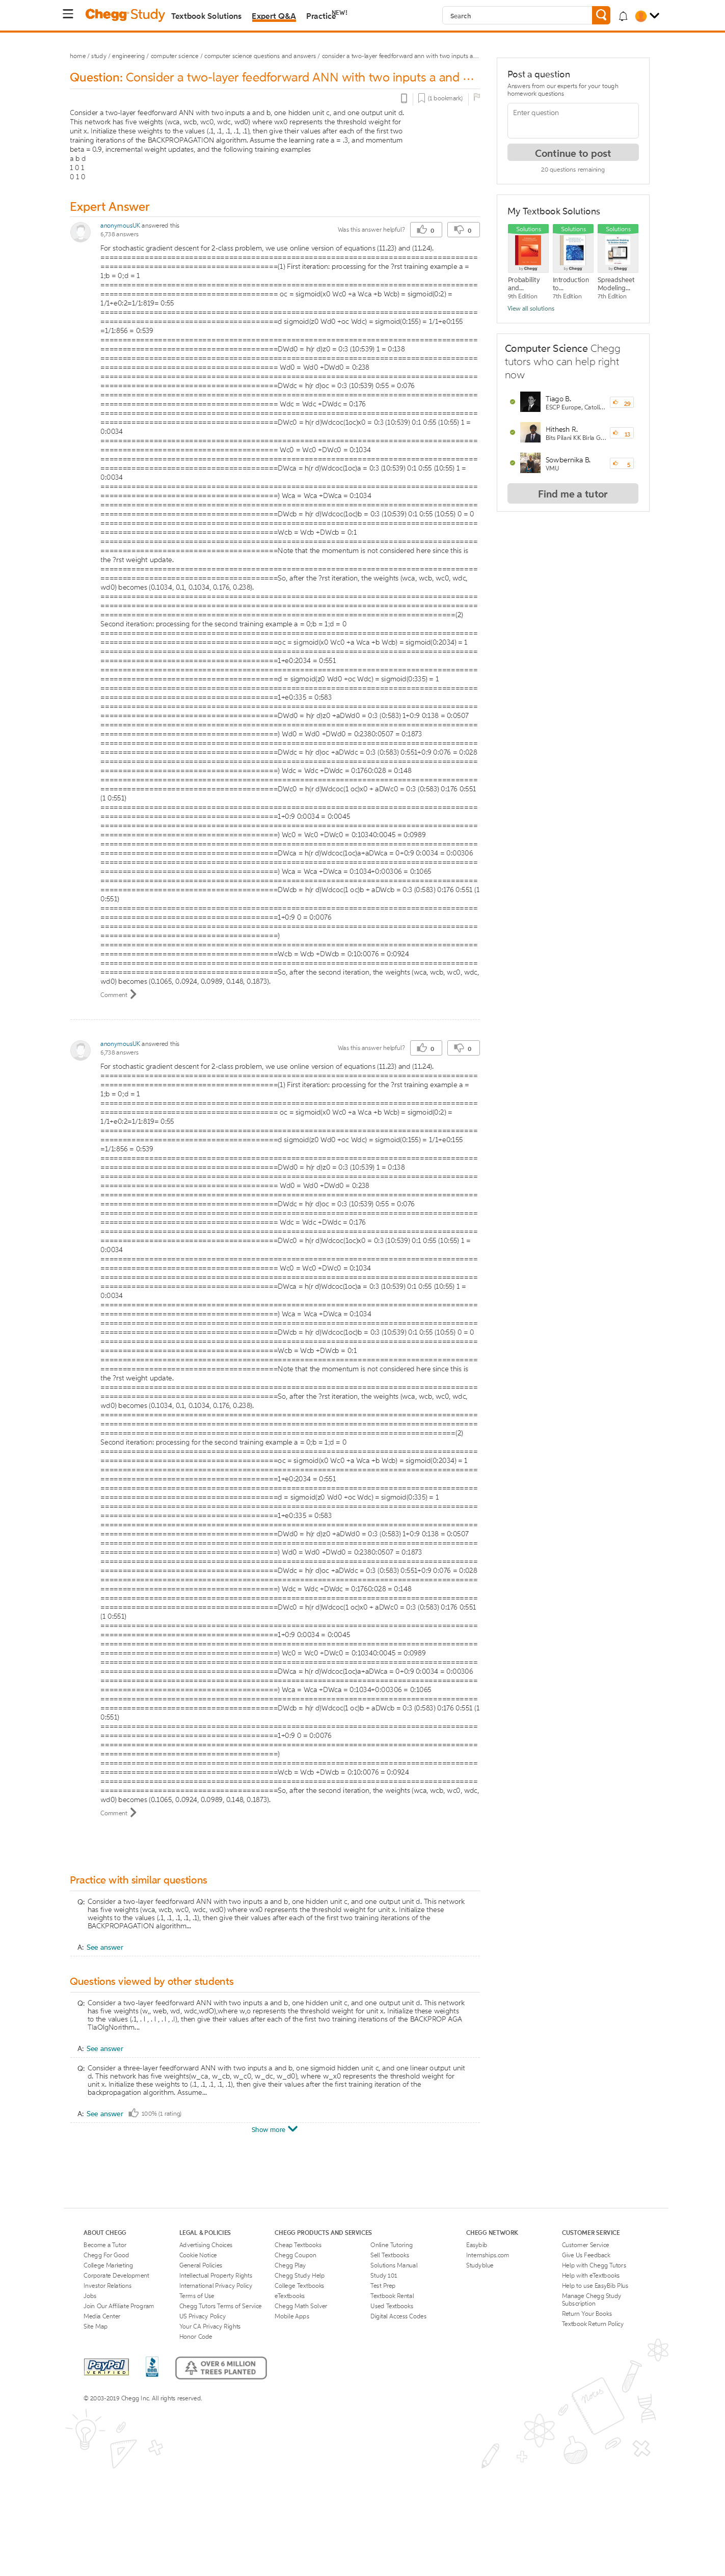 Chegg Study
Textbook Solutions
Expert Q&A
Practice NEW!
Search
home / study / engineering / computer science / computer science questions and answers / consider a two-layer feedforward ann with two inputs a...
Question: Consider a two-layer feedforward ANN with two inputs a and ...
(1 bookmark)
Consider a two-layer feedforward ANN with two inputs a and b, one hidden unit c, and one output unit d.
This network has five weights (wca, wcb, wc0, wdc, wd0) where wx0 represents the threshold weight for
unit x. Initialize these weights to the values (.1, .1, .1, .1, .1), then give their values after each of the first two
training iterations of the BACKPROPAGATION algorithm. Assume the learning rate a = .3, and momentum
beta = 0.9, incremental weight updates, and the following training examples
a b d
1 0 1
0 1 0
Expert Answer
anonymousUK answered this
5,738 answers
Was this answer helpful?
0
0
For stochastic gradient descent for 2-class problem, we use online version of equations (11.23) and (11.24).
(1) First iteration: processing for the ?rst training example a =
1;b = 0;d = 1
oc = sigmoid(x0 Wc0 +a Wca +b Wcb) = sigmoid(0:2) =
1/1+e0:2=1/1:819= 0:55
d sigmoid(z0 Wd0 +oc Wdc) = sigmoid(0:155) = 1/1+e0:155
=1/1:856 = 0:539
DWd0 = h(r d)z0 = 0:3 (10:539) 1 = 0:138
Wd0 = Wd0 +DWd0 = 0:238
DWdc = h(r d)oc = 0:3 (10:539) 0:55 = 0:076
Wdc = Wdc +DWdc = 0:176
DWc0 = h(r d)Wdcoc(1oc)x0 = 0:3 (10:539) 0:1 0:55 (10:55) 1 =
0:0034
Wc0 = Wc0 +DWc0 = 0:1034
DWca = h(r d)Wdcoc(1oc)a = 0:3 (10:539) 0:1 0:55 (10:55) 1 =
0:0034
) Wca = Wca +DWca = 0:1034
DWcb = h(r d)Wdcoc(1oc)b = 0:3 (10:539) 0:1 0:55 (10:55) 0 = 0
Wcb = Wcb +DWcb = 0:1
Note that the momentum is not considered here since this is
the ?rst weight update.
So, after the ?rst iteration, the weights (wca, wcb, wc0, wdc,
wd0) becomes (0.1034, 0.1, 0.1034, 0.176, 0.238).
(2)
Second iteration: processing for the second training example a = 0;b = 1;d = 0
oc = sigmoid(x0 Wc0 +a Wca +b Wcb) = sigmoid(0:2034) = 1
1+e0:2034 = 0:551
d = sigmoid(z0 Wd0 +oc Wdc) = sigmoid(0:335) = 1
1+e0:335 = 0:583
DWd0 = h(r d)z0 +aDWd0 = 0:3 (0:583) 1+0:9 0:138 = 0:0507
) Wd0 = Wd0 +DWd0 = 0:2380:0507 = 0:1873
DWdc = h(r d)oc +aDWdc = 0:3 (0:583) 0:551+0:9 0:076 = 0:028
) Wdc = Wdc +DWdc = 0:1760:028 = 0:148
DWc0 = h(r d)Wdcoc(1 oc)x0 + aDWc0 = 0:3 (0:583) 0:176 0:551
(1 0:551)
1+0:9 0:0034 = 0:0045
) Wc0 = Wc0 +DWc0 = 0:10340:0045 = 0:0989
DWca = h(r d)Wdcoc(1oc)a+aDWca = 0+0:9 0:0034 = 0:00306
) Wca = Wca +DWca = 0:1034+0:00306 = 0:1065
DWcb = h(r d)Wdcoc(1 oc)b + aDWcb = 0:3 (0:583) 0:176 0:551 (1
0:551)
1+0:9 0 = 0:0076
)
Wcb = Wcb +DWcb = 0:10:0076 = 0:0924
So, after the second iteration, the weights (wca, wcb, wc0, wdc,
wd0) becomes (0.1065, 0.0924, 0.0989, 0.148, 0.1873).
Comment
anonymousUK answered this
5,738 answers
Was this answer helpful?
0
0
For stochastic gradient descent for 2-class problem, we use online version of equations (11.23) and (11.24).
(1) First iteration: processing for the ?rst training example a =
1;b = 0;d = 1
oc = sigmoid(x0 Wc0 +a Wca +b Wcb) = sigmoid(0:2) =
1/1+e0:2=1/1:819= 0:55
d sigmoid(z0 Wd0 +oc Wdc) = sigmoid(0:155) = 1/1+e0:155
=1/1:856 = 0:539
DWd0 = h(r d)z0 = 0:3 (10:539) 1 = 0:138
Wd0 = Wd0 +DWd0 = 0:238
DWdc = h(r d)oc = 0:3 (10:539) 0:55 = 0:076
Wdc = Wdc +DWdc = 0:176
DWc0 = h(r d)Wdcoc(1oc)x0 = 0:3 (10:539) 0:1 0:55 (10:55) 1 =
0:0034
Wc0 = Wc0 +DWc0 = 0:1034
DWca = h(r d)Wdcoc(1oc)a = 0:3 (10:539) 0:1 0:55 (10:55) 1 =
0:0034
) Wca = Wca +DWca = 0:1034
DWcb = h(r d)Wdcoc(1oc)b = 0:3 (10:539) 0:1 0:55 (10:55) 0 = 0
Wcb = Wcb +DWcb = 0:1
Note that the momentum is not considered here since this is
the ?rst weight update.
So, after the ?rst iteration, the weights (wca, wcb, wc0, wdc,
wd0) becomes (0.1034, 0.1, 0.1034, 0.176, 0.238).
(2)
Second iteration: processing for the second training example a = 0;b = 1;d = 0
oc = sigmoid(x0 Wc0 +a Wca +b Wcb) = sigmoid(0:2034) = 1
1+e0:2034 = 0:551
d = sigmoid(z0 Wd0 +oc Wdc) = sigmoid(0:335) = 1
1+e0:335 = 0:583
DWd0 = h(r d)z0 +aDWd0 = 0:3 (0:583) 1+0:9 0:138 = 0:0507
) Wd0 = Wd0 +DWd0 = 0:2380:0507 = 0:1873
DWdc = h(r d)oc +aDWdc = 0:3 (0:583) 0:551+0:9 0:076 = 0:028
) Wdc = Wdc +DWdc = 0:1760:028 = 0:148
DWc0 = h(r d)Wdcoc(1 oc)x0 + aDWc0 = 0:3 (0:583) 0:176 0:551
(1 0:551)
1+0:9 0:0034 = 0:0045
) Wc0 = Wc0 +DWc0 = 0:10340:0045 = 0:0989
DWca = h(r d)Wdcoc(1oc)a+aDWca = 0+0:9 0:0034 = 0:00306
) Wca = Wca +DWca = 0:1034+0:00306 = 0:1065
DWcb = h(r d)Wdcoc(1 oc)b + aDWcb = 0:3 (0:583) 0:176 0:551 (1
0:551)
1+0:9 0 = 0:0076
)
Wcb = Wcb +DWcb = 0:10:0076 = 0:0924
So, after the second iteration, the weights (wca, wcb, wc0, wdc,
wd0) becomes (0.1065, 0.0924, 0.0989, 0.148, 0.1873).
Comment
Practice with similar questions
Q: Consider a two-layer feedforward ANN with two inputs a and b, one hidden unit c, and one output unit d. This network
has five weights (wca, wcb, wc0, wdc, wd0) where wx0 represents the threshold weight for unit x. Initialize these
weights to the values (.1, .1, .1, .1, .1), then give their values after each of the first two training iterations of the
BACKPROPAGATION algorithm...
A: See answer
Questions viewed by other students
Q: Consider a two-layer feedforward ANN with two inputs a and b, one hidden unit c, and one output unit d. This network
has five weights (w,, web, wd, wdc,wdO),where w,o represents the threshold weight for unit x. Initialize these weights
to the values (.1, . l , . l , . l , .l), then give their values after each of the first two training iterations of the BACKPROP AGA
TlaOlgNorithm...
A: See answer
Q: Consider a three-layer feedforward ANN with two inputs a and b, one sigmoid hidden unit c, and one linear output unit
d. This network has five weights(w_ca, w_cb, w_c0, w_dc, w_d0), where w_x0 represents the threshold weight for
unit x. Initialize these weights to (.1, .1, .1, .1, .1), then give their values after the first training iteration of the
backpropagation algorithm. Assume...
A: See answer 100% (1 rating)
Show more
Post a question
Answers from our experts for your tough
homework questions
Enter question
Continue to post
20 questions remaining
My Textbook Solutions
Solutions
Solutions
Solutions
by Chegg
by Chegg
by Chegg
Probability
and...
9th Edition
Introduction
to...
7th Edition
Spreadsheet
Modeling...
7th Edition
View all solutions
Computer Science Chegg
tutors who can help right
now
Tiago B.
ESCP Europe, Católi...
29
Hithesh R.
Bits Pilani KK Birla G...
13
Sowbernika B.
VMU
5
Find me a tutor
ABOUT CHEGG
Become a Tutor
Chegg For Good
College Marketing
Corporate Development
Investor Relations
Jobs
Join Our Affiliate Program
Media Center
Site Map
LEGAL & POLICIES
Advertising Choices
Cookie Notice
General Policies
Intellectual Property Rights
International Privacy Policy
Terms of Use
Chegg Tutors Terms of Service
US Privacy Policy
Your CA Privacy Rights
Honor Code
CHEGG PRODUCTS AND SERVICES
Cheap Textbooks
Chegg Coupon
Chegg Play
Chegg Study Help
College Textbooks
eTextbooks
Chegg Math Solver
Mobile Apps
Online Tutoring
Sell Textbooks
Solutions Manual
Study 101
Test Prep
Textbook Rental
Used Textbooks
Digital Access Codes
CHEGG NETWORK
Easybib
Internships.com
Studyblue
CUSTOMER SERVICE
Customer Service
Give Us Feedback
Help with Chegg Tutors
Help with eTextbooks
Help to use EasyBib Plus
Manage Chegg Study
Subscription
Return Your Books
Textbook Return Policy
PayPal
VERIFIED
BBB
OVER 6 MILLION
TREES PLANTED
© 2003-2019 Chegg Inc. All rights reserved.
Notes